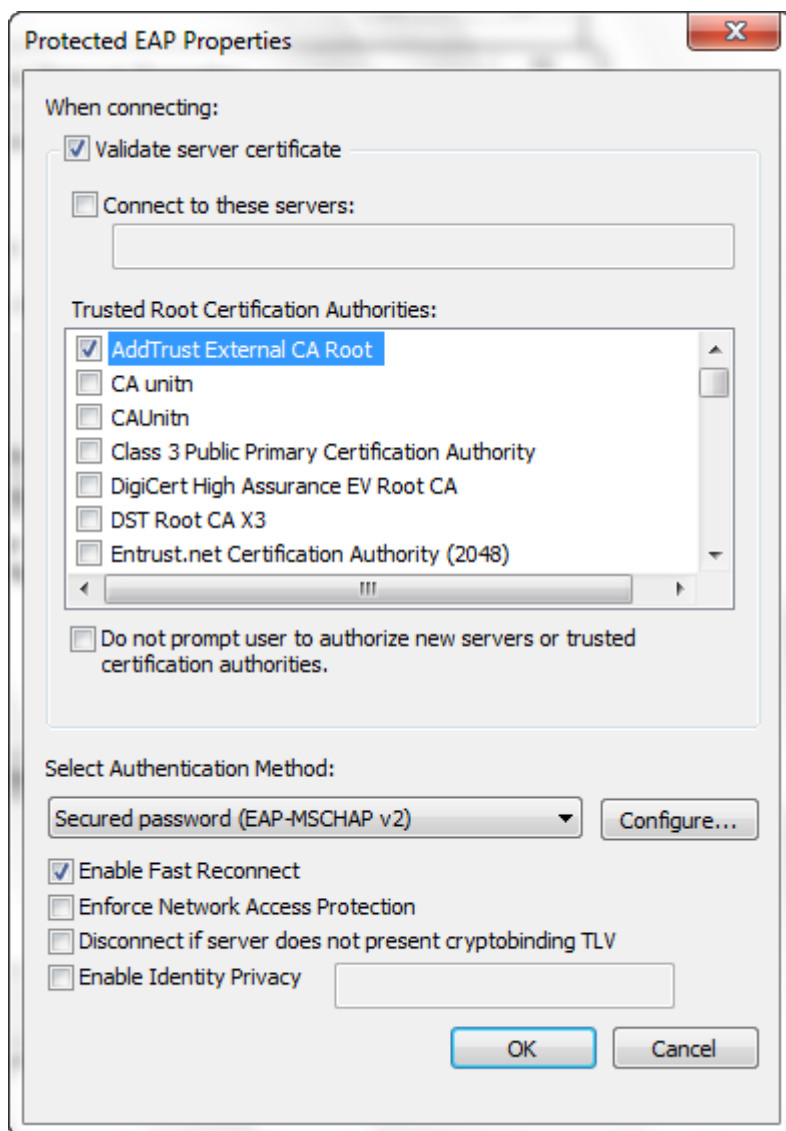 Protected EAP Properties
When connecting:
Validate server certificate
Connect to these servers:
Trusted Root Certification Authorities:
AddTrust External CA Root
CA unitn
CAUnitn
Class 3 Public Primary Certification Authority
DigiCert High Assurance EV Root CA
DST Root CA X3
Entrust.net Certification Authority (2048)
Do not prompt user to authorize new servers or trusted
certification authorities.
Select Authentication Method:
Secured password (EAP-MSCHAP v2) Configure...
Enable Fast Reconnect
Enforce Network Access Protection
Disconnect if server does not present cryptobinding TLV
Enable Identity Privacy
OK Cancel